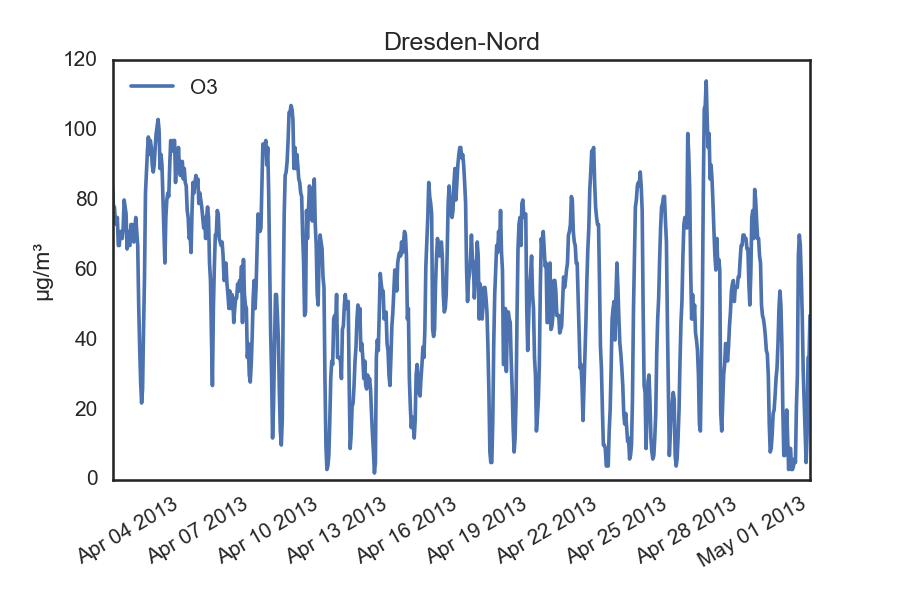 Dresden-Nord
O3
µg/m³
120
100
80
60
40
20
0
Apr 04 2013
Apr 07 2013
Apr 10 2013
Apr 13 2013
Apr 16 2013
Apr 19 2013
Apr 22 2013
Apr 25 2013
Apr 28 2013
May 01 2013